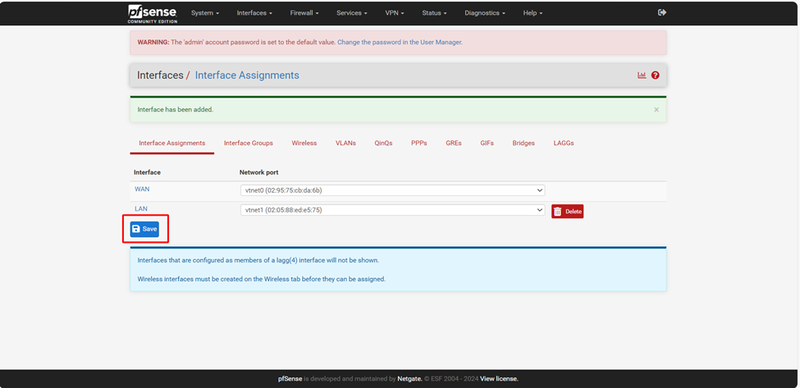 pfsense
COMMUNITY EDITION
System Interfaces Firewall Services VPN Status Diagnostics Help
WARNING: The 'admin' account password is set to the default value. Change the password in the User Manager.
Interfaces / Interface Assignments
Interface has been added.
×
Interface Assignments Interface Groups Wireless VLANs QinQs PPPs GREs GIFs Bridges LAGGs
Interface Network port
WAN vtnet0 (02:95:75:cb:da:6b)
LAN vtnet1 (02:05:88:ed:e5:75) Delete
Save
Interfaces that are configured as members of a lagg(4) interface will not be shown.
Wireless interfaces must be created on the Wireless tab before they can be assigned.
pfSense is developed and maintained by Netgate. © ESF 2004 - 2024 View license.